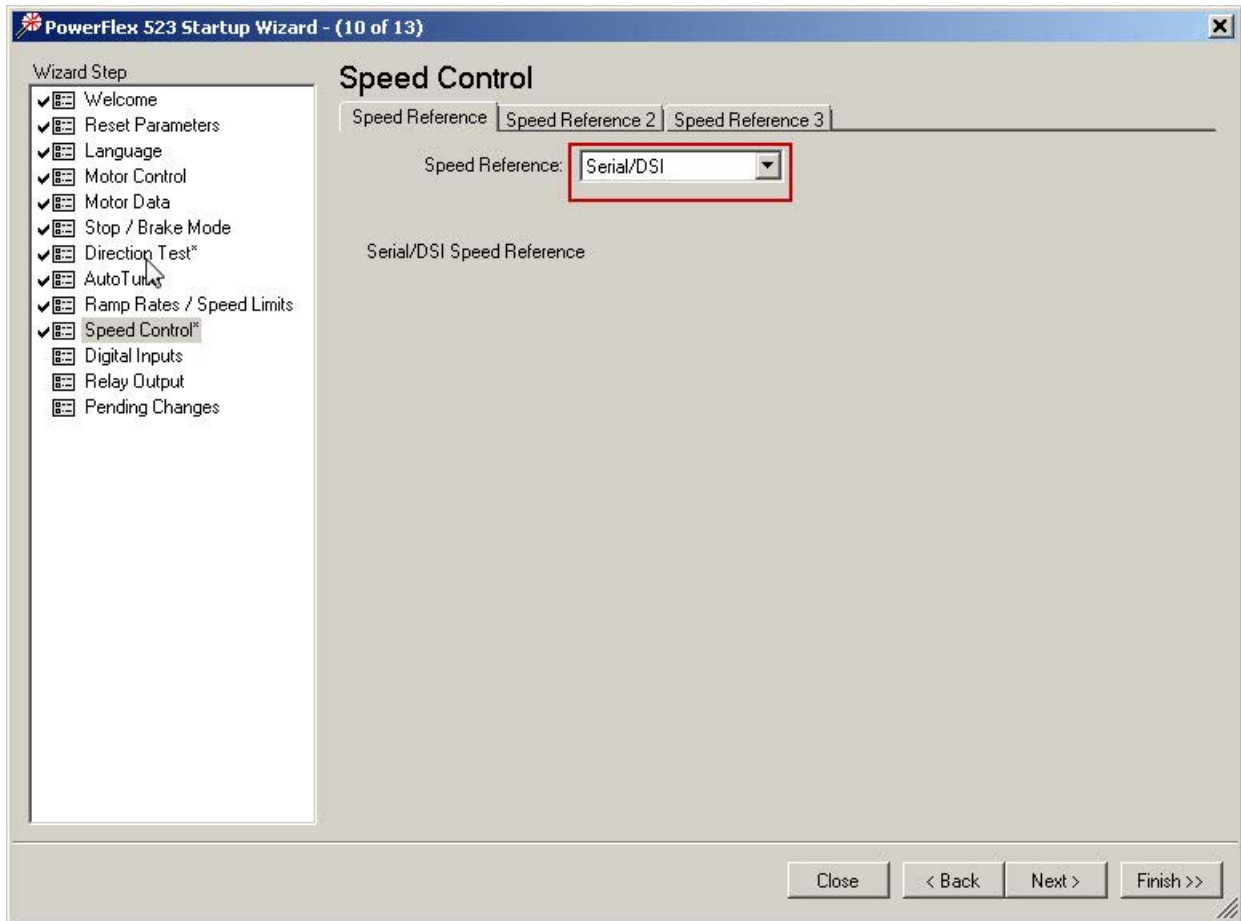 PowerFlex 523 Startup Wizard - (10 of 13)
Wizard Step
Welcome
Reset Parameters
Language
Motor Control
Motor Data
Stop / Brake Mode
Direction Test*
AutoTune
Ramp Rates / Speed Limits
Speed Control*
Digital Inputs
Relay Output
Pending Changes
Speed Control
Speed Reference Speed Reference 2 Speed Reference 3
Speed Reference: Serial/DSI
Serial/DSI Speed Reference
Close < Back Next > Finish >>